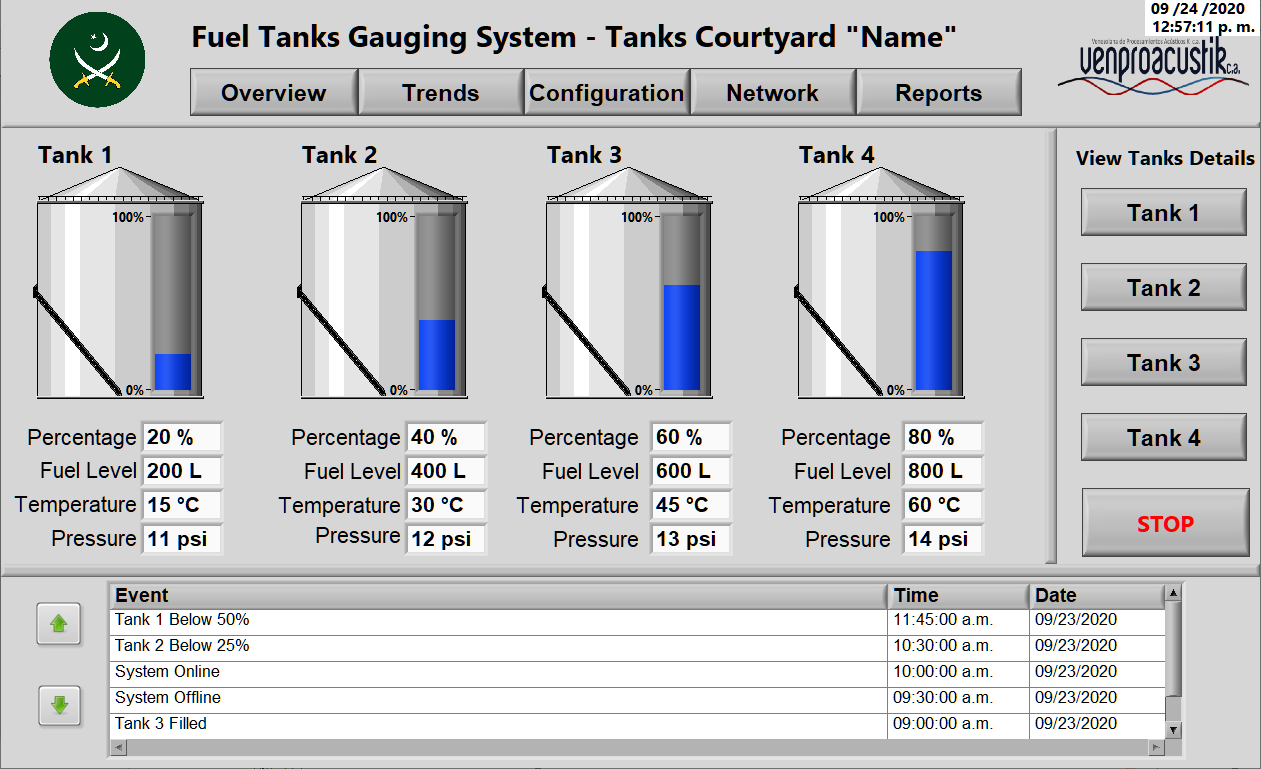 09 /24 /2020
12:57:11 p. m.
Fuel Tanks Gauging System - Tanks Courtyard "Name"
Venezolana de Procesamientos Acústicos K c.a.
venproacustik c.a.
Overview Trends Configuration Network Reports
Tank 1 Tank 2 Tank 3 Tank 4
100% 100% 100% 100%
0% 0% 0% 0%
Percentage 20 % Percentage 40 % Percentage 60 % Percentage 80 %
Fuel Level 200 L Fuel Level 400 L Fuel Level 600 L Fuel Level 800 L
Temperature 15 °C Temperature 30 °C Temperature 45 °C Temperature 60 °C
Pressure 11 psi Pressure 12 psi Pressure 13 psi Pressure 14 psi
View Tanks Details
Tank 1
Tank 2
Tank 3
Tank 4
STOP
Event Time Date
Tank 1 Below 50% 11:45:00 a.m. 09/23/2020
Tank 2 Below 25% 10:30:00 a.m. 09/23/2020
System Online 10:00:00 a.m. 09/23/2020
System Offline 09:30:00 a.m. 09/23/2020
Tank 3 Filled 09:00:00 a.m. 09/23/2020